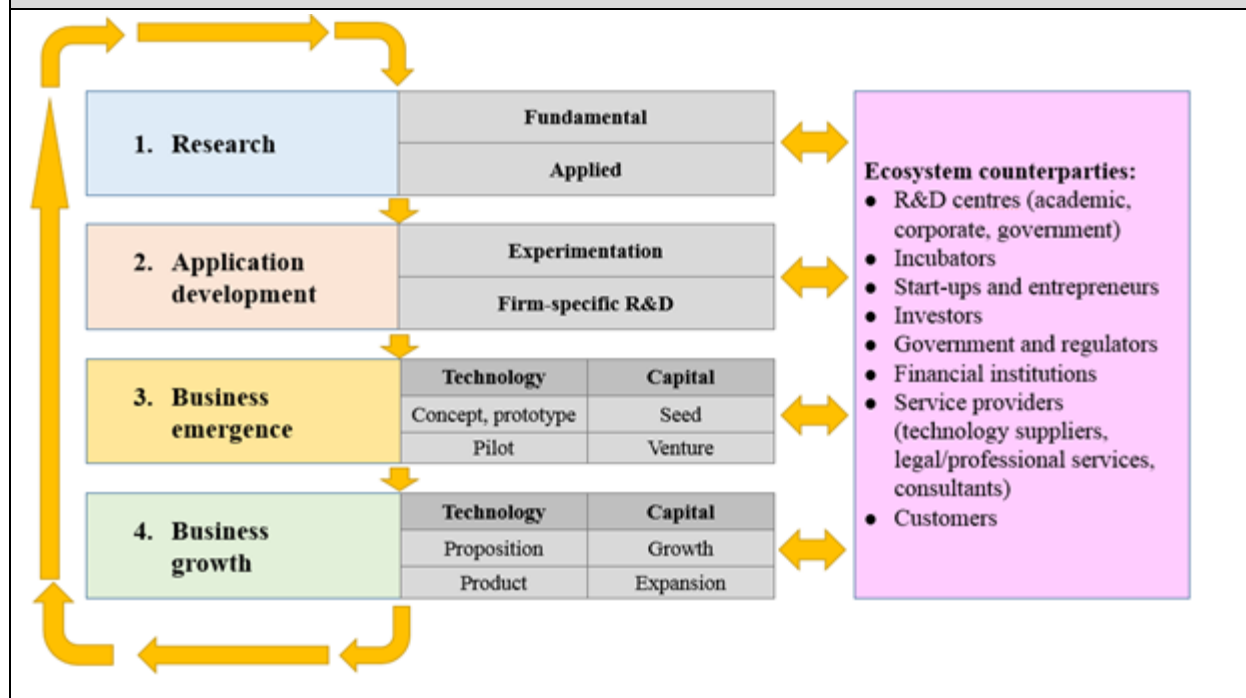 1. Research
Fundamental
Applied
2. Application
development
Experimentation
Firm-specific R&D
3. Business
emergence
Technology
Capital
Concept, prototype
Seed
Pilot
Venture
4. Business
growth
Technology
Capital
Proposition
Growth
Product
Expansion
Ecosystem counterparties:
● R&D centres (academic,
corporate, government)
● Incubators
● Start-ups and entrepreneurs
● Investors
● Government and regulators
● Financial institutions
● Service providers
(technology suppliers,
legal/professional services,
consultants)
● Customers